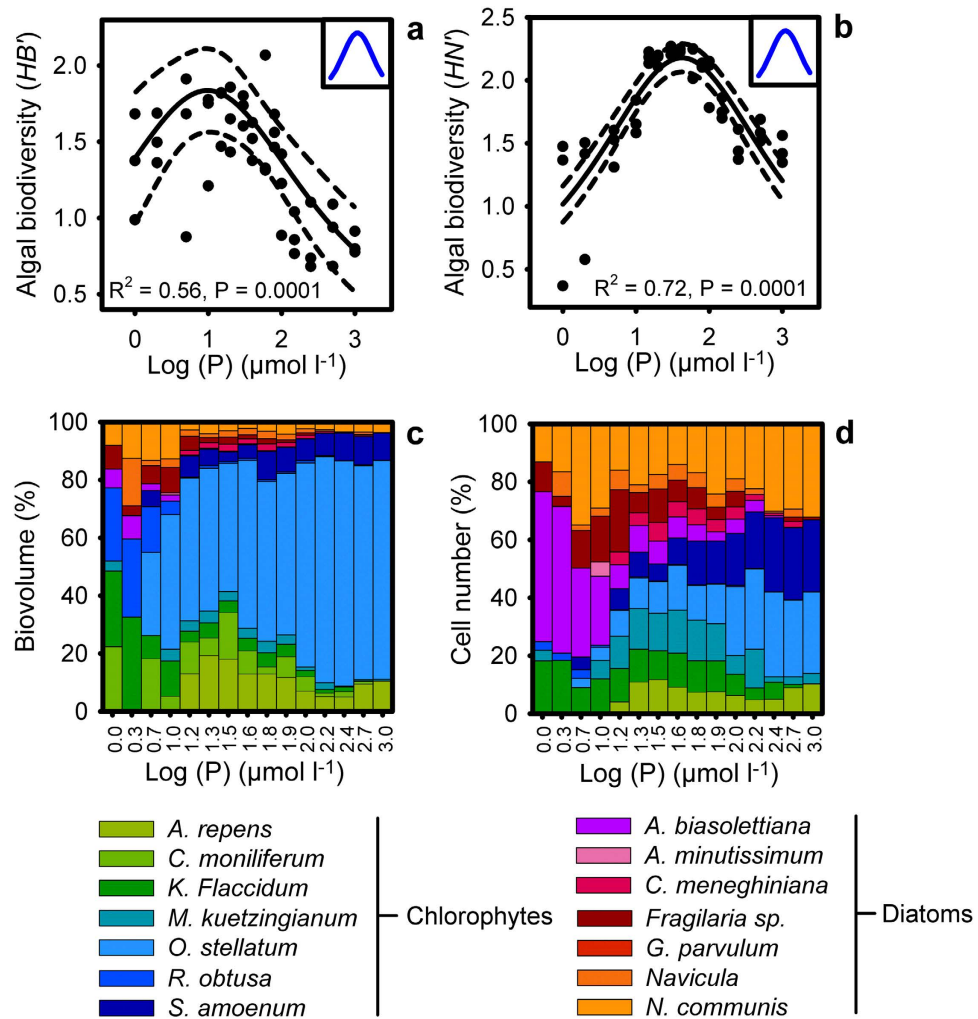 a
Algal biodiversity (HB')
2.0
1.5
1.0
0.5
R² = 0.56, P = 0.0001
0 1 2 3
Log (P) (µmol l⁻¹)
b
Algal biodiversity (HN')
2.5
2.0
1.5
1.0
0.5
R² = 0.72, P = 0.0001
0 1 2 3
Log (P) (µmol l⁻¹)
c
Biovolume (%)
100
80
60
40
20
0
0.0 0.3 0.7 1.0 1.2 1.3 1.5 1.6 1.8 1.9 2.0 2.2 2.4 2.7 3.0
Log (P) (µmol l⁻¹)
d
Cell number (%)
100
80
60
40
20
0
0.0 0.3 0.7 1.0 1.2 1.3 1.5 1.6 1.8 1.9 2.0 2.2 2.4 2.7 3.0
Log (P) (µmol l⁻¹)
A. repens
C. moniliferum
K. Flaccidum
M. kuetzingianum
O. stellatum
R. obtusa
S. amoenum
Chlorophytes
A. biasolettiana
A. minutissimum
C. meneghiniana
Fragilaria sp.
G. parvulum
Navicula
N. communis
Diatoms